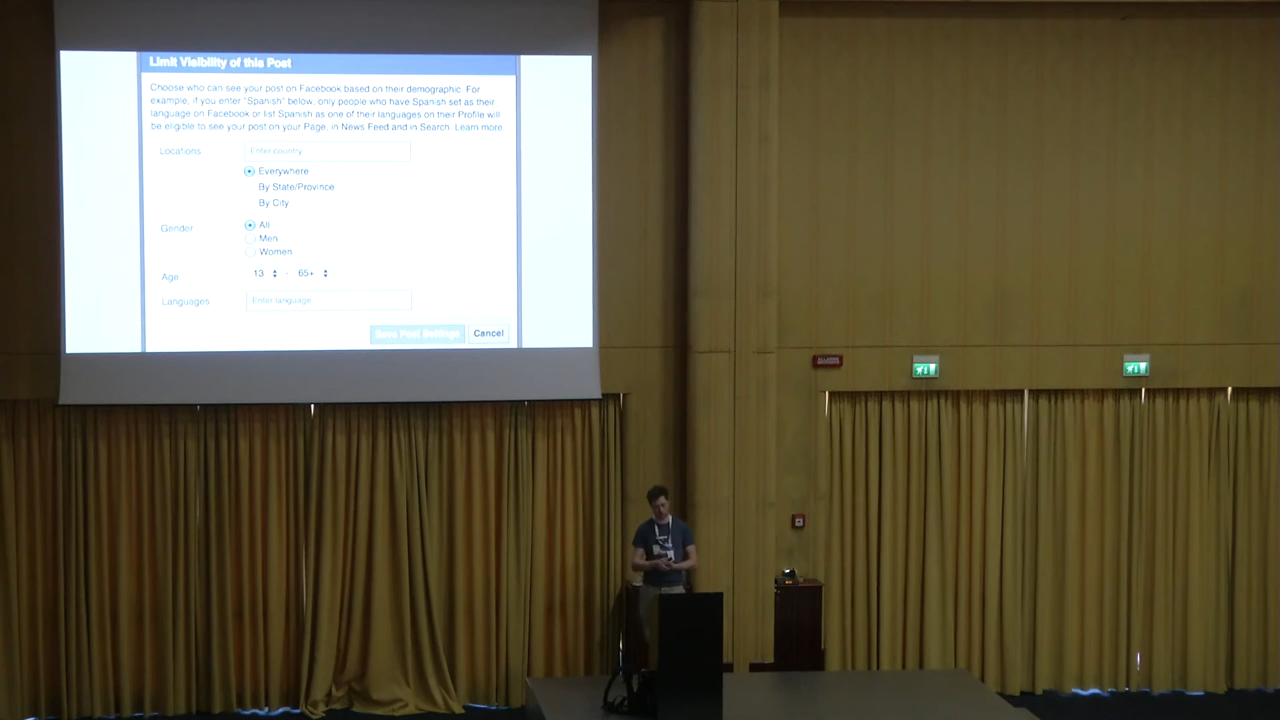 Limit Visibility of this Post
Choose who can see your post on Facebook based on their demographic. For
example, if you enter "Spanish" below, only people who have Spanish set as their
language on Facebook or list Spanish as one of their languages on their Profile will
be eligible to see your post on your Page, in News Feed and in Search. Learn more.
Locations
Enter country
Everywhere
By State/Province
By City
Gender
All
Men
Women
Age
13 - 65+
Languages
Enter language
Save Post Settings
Cancel